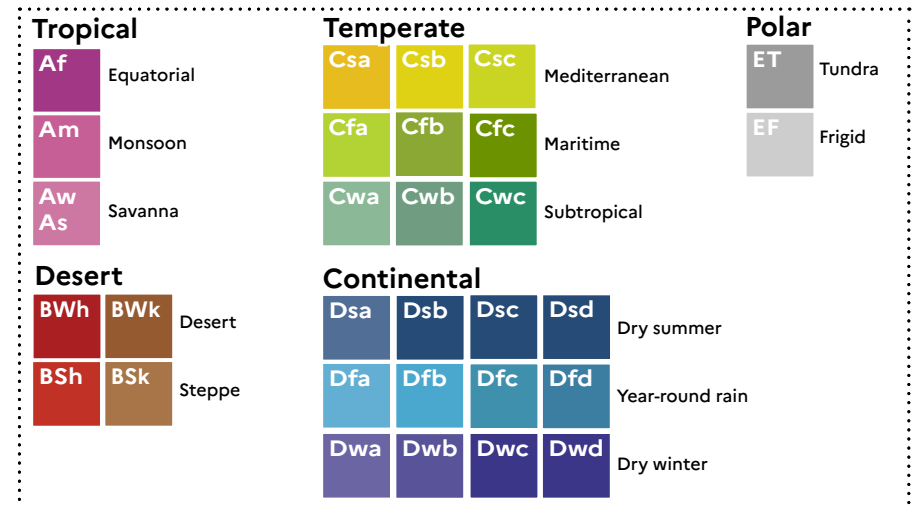 Tropical
Af
Equatorial
Am
Monsoon
Aw
As
Savanna
Temperate
Csa Csb Csc Mediterranean
Cfa Cfb Cfc Maritime
Cwa Cwb Cwc Subtropical
Polar
ET Tundra
EF Frigid
Desert
BWh BWk Desert
BSh BSk Steppe
Continental
Dsa Dsb Dsc Dsd Dry summer
Dfa Dfb Dfc Dfd Year-round rain
Dwa Dwb Dwc Dwd Dry winter